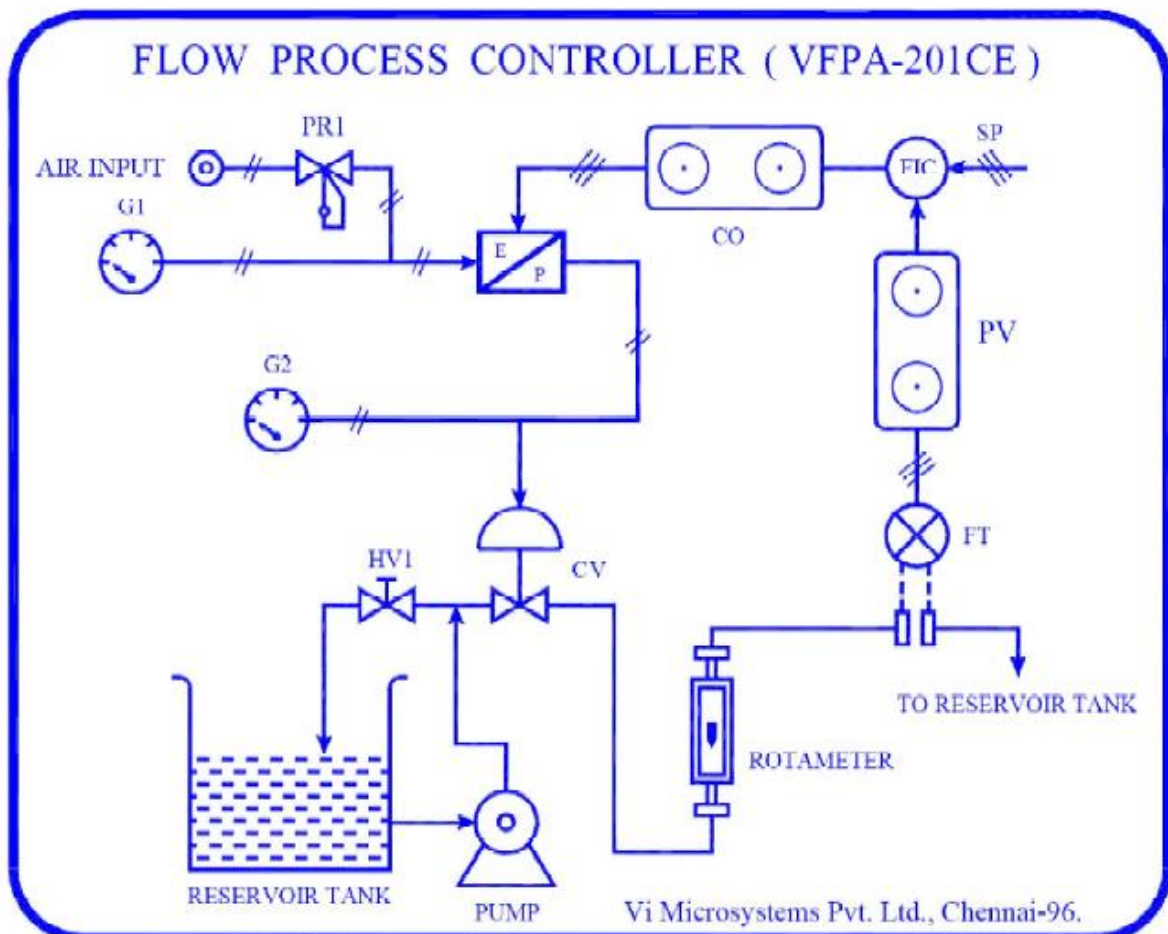 FLOW PROCESS CONTROLLER ( VFPA-201CE )
PR1
SP
AIR INPUT
FIC
G1
CO
E
P
PV
G2
FT
HV1
CV
TO RESERVOIR TANK
ROTAMETER
RESERVOIR TANK
PUMP
Vi Microsystems Pvt. Ltd., Chennai-96.